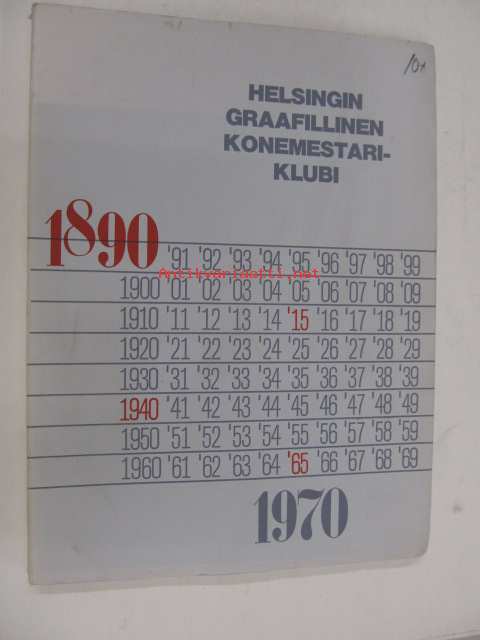 10:-
HELSINGIN
GRAAFILLINEN
KONEMESTARI-
KLUBI
1890 '91 '92 '93 '94 '95 '96 '97 '98 '99
Antikvariaatti.net
1900 '01 '02 '03 '04 '05 '06 '07 '08 '09
1910 '11 '12 '13 '14 '15 '16 '17 '18 '19
1920 '21 '22 '23 '24 '25 '26 '27 '28 '29
1930 '31 '32 '33 '34 '35 '36 '37 '38 '39
1940 '41 '42 '43 '44 '45 '46 '47 '48 '49
1950 '51 '52 '53 '54 '55 '56 '57 '58 '59
1960 '61 '62 '63 '64 '65 '66 '67 '68 '69
1970